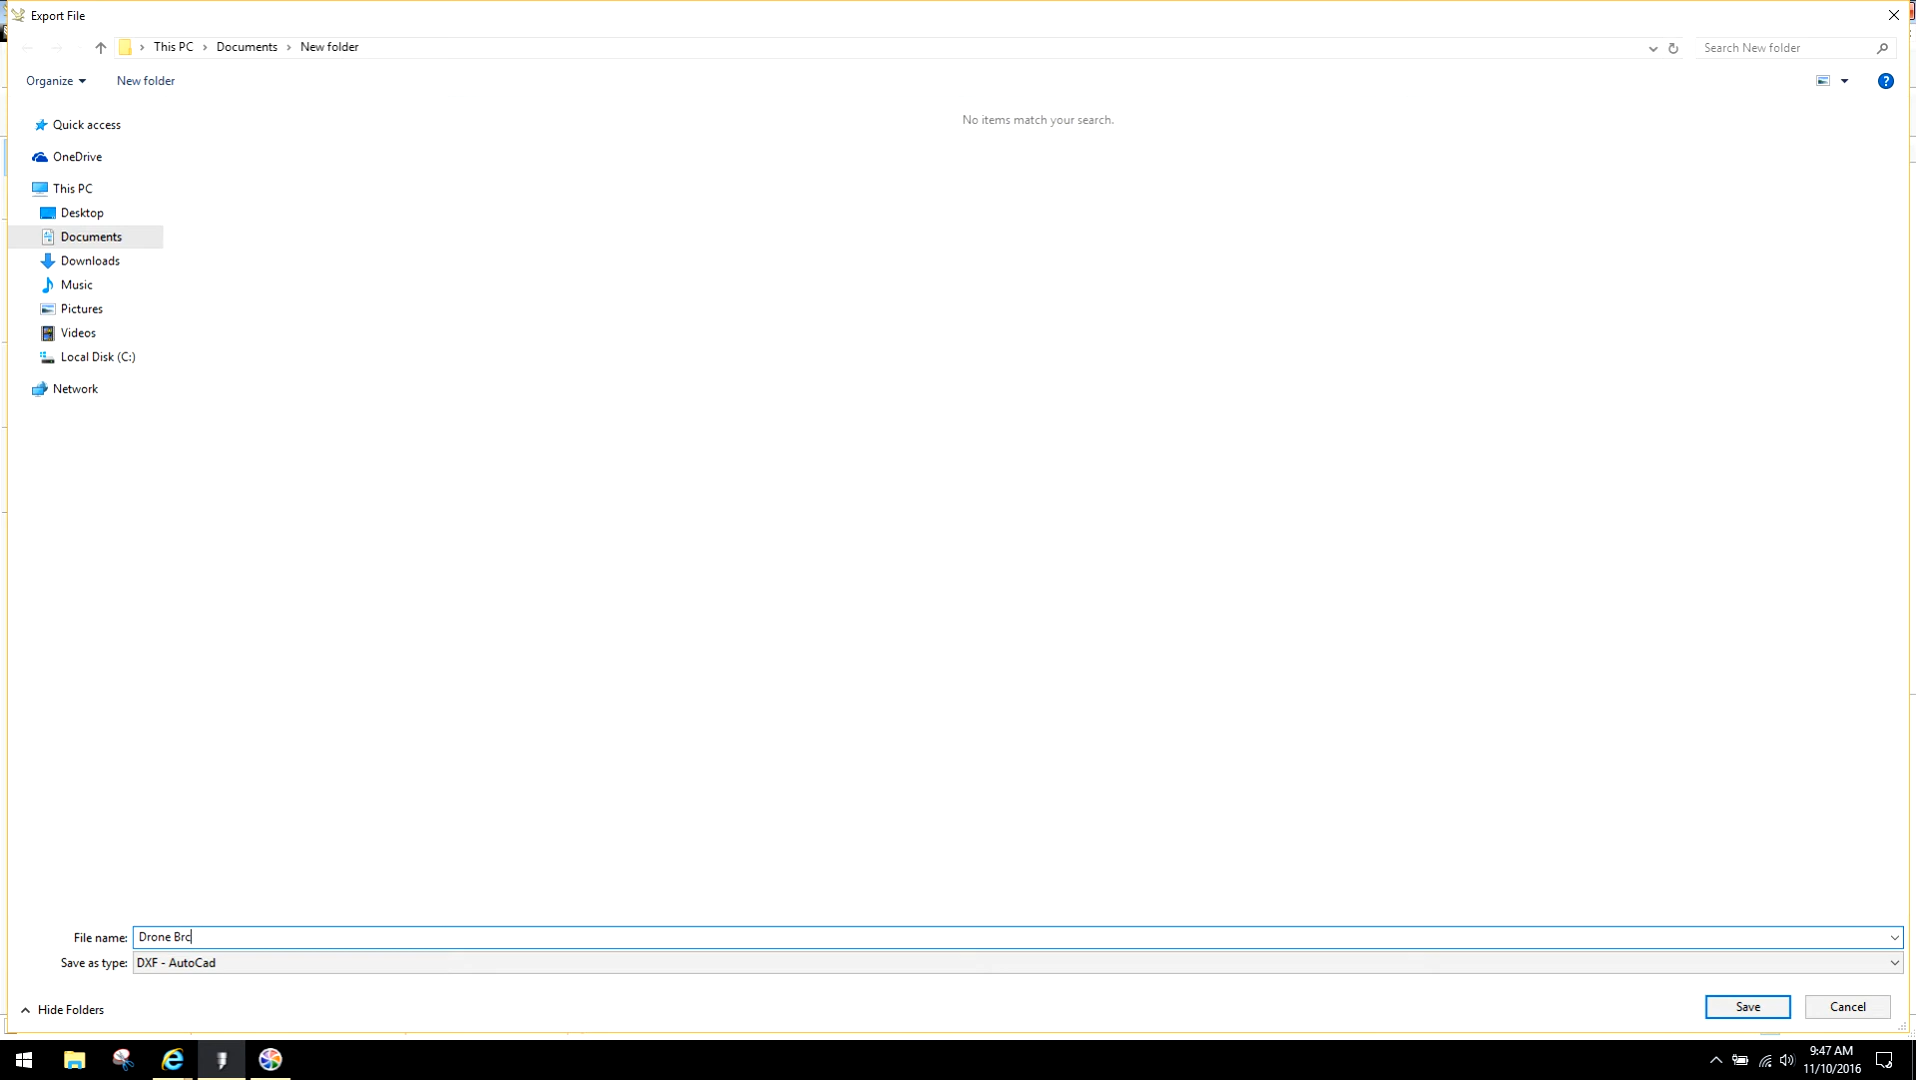 Export File
This PC > Documents > New folder
Search New folder
Organize
New folder
?
No items match your search.
Quick access
OneDrive
This PC
Desktop
Documents
Downloads
Music
Pictures
Videos
Local Disk (C:)
Network
File name: Drone Brc
Save as type: DXF - AutoCad
Hide Folders
Save
Cancel
9:47 AM
11/10/2016